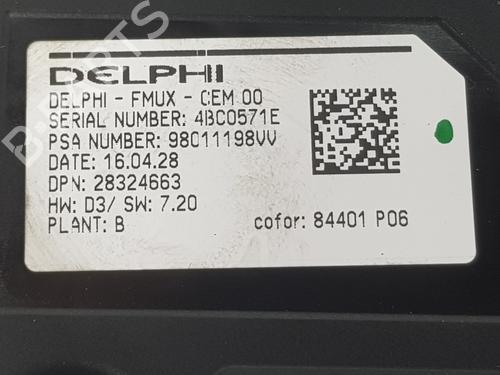 DELPHI
DELPHI - FMUX - CEM 00
SERIAL NUMBER: 4BC0571E
PSA NUMBER: 98011198VV
DATE: 16.04.28
DPN: 28324663
HW: D3/ SW: 7.20
PLANT: B
cofor: 84401 P06
B-PARTS